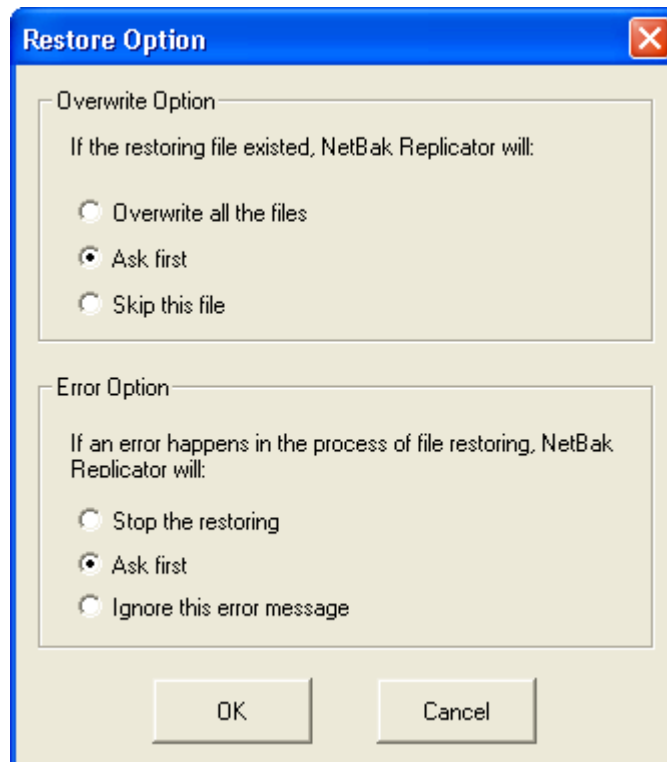 Restore Option
Overwrite Option
If the restoring file existed, NetBak Replicator will:
Overwrite all the files
Ask first
Skip this file
Error Option
If an error happens in the process of file restoring, NetBak
Replicator will:
Stop the restoring
Ask first
Ignore this error message
OK
Cancel